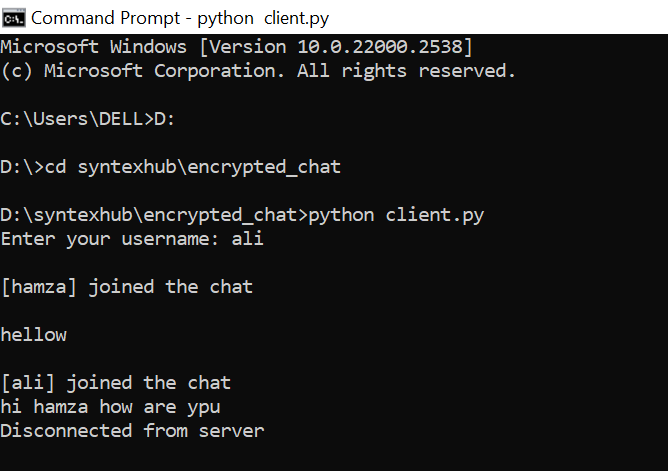 Command Prompt - python client.py
Microsoft Windows [Version 10.0.22000.2538]
(c) Microsoft Corporation. All rights reserved.
C:\Users\DELL>D:
D:\>cd syntexhub\encrypted_chat
D:\syntexhub\encrypted_chat>python client.py
Enter your username: ali
[hamza] joined the chat
hellow
[ali] joined the chat
hi hamza how are ypu
Disconnected from server